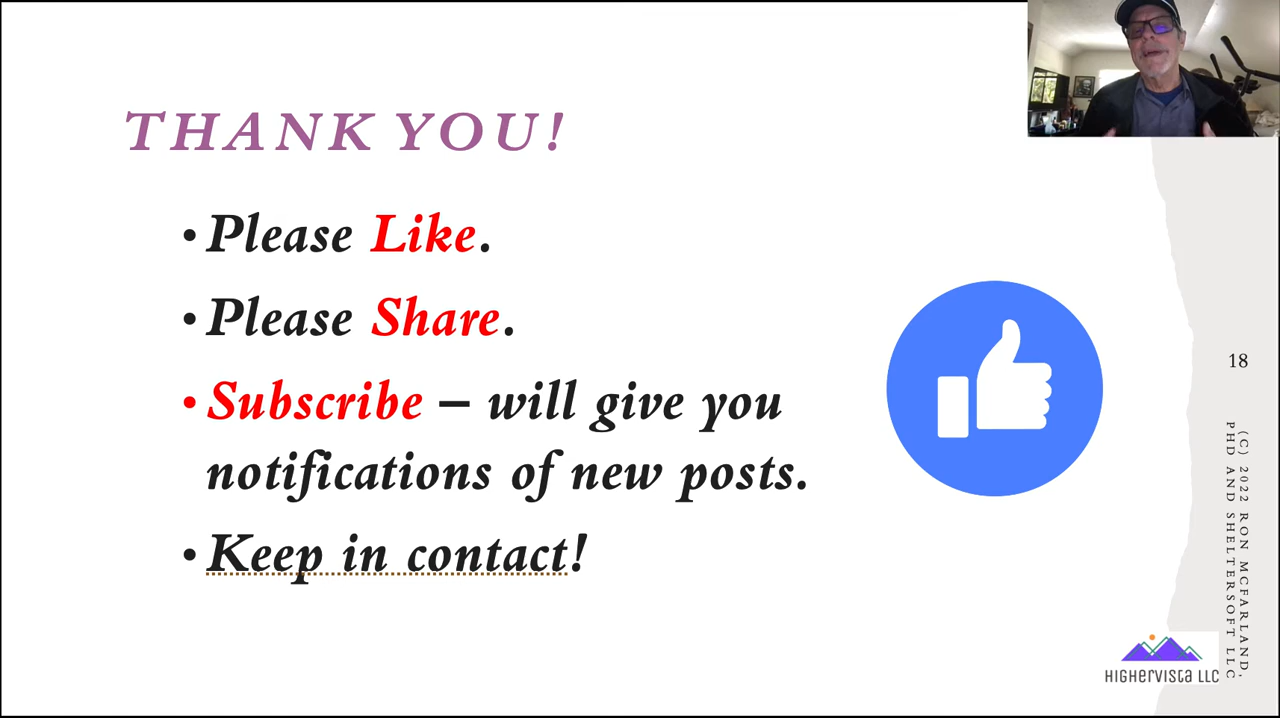 THANK YOU!
• Please Like.
• Please Share.
• Subscribe – will give you
notifications of new posts.
• Keep in contact!
18
(C) 2022 RON MCFARLAND,
PHD AND SHELTERSOFT LLC
HIGHERVISTA LLC